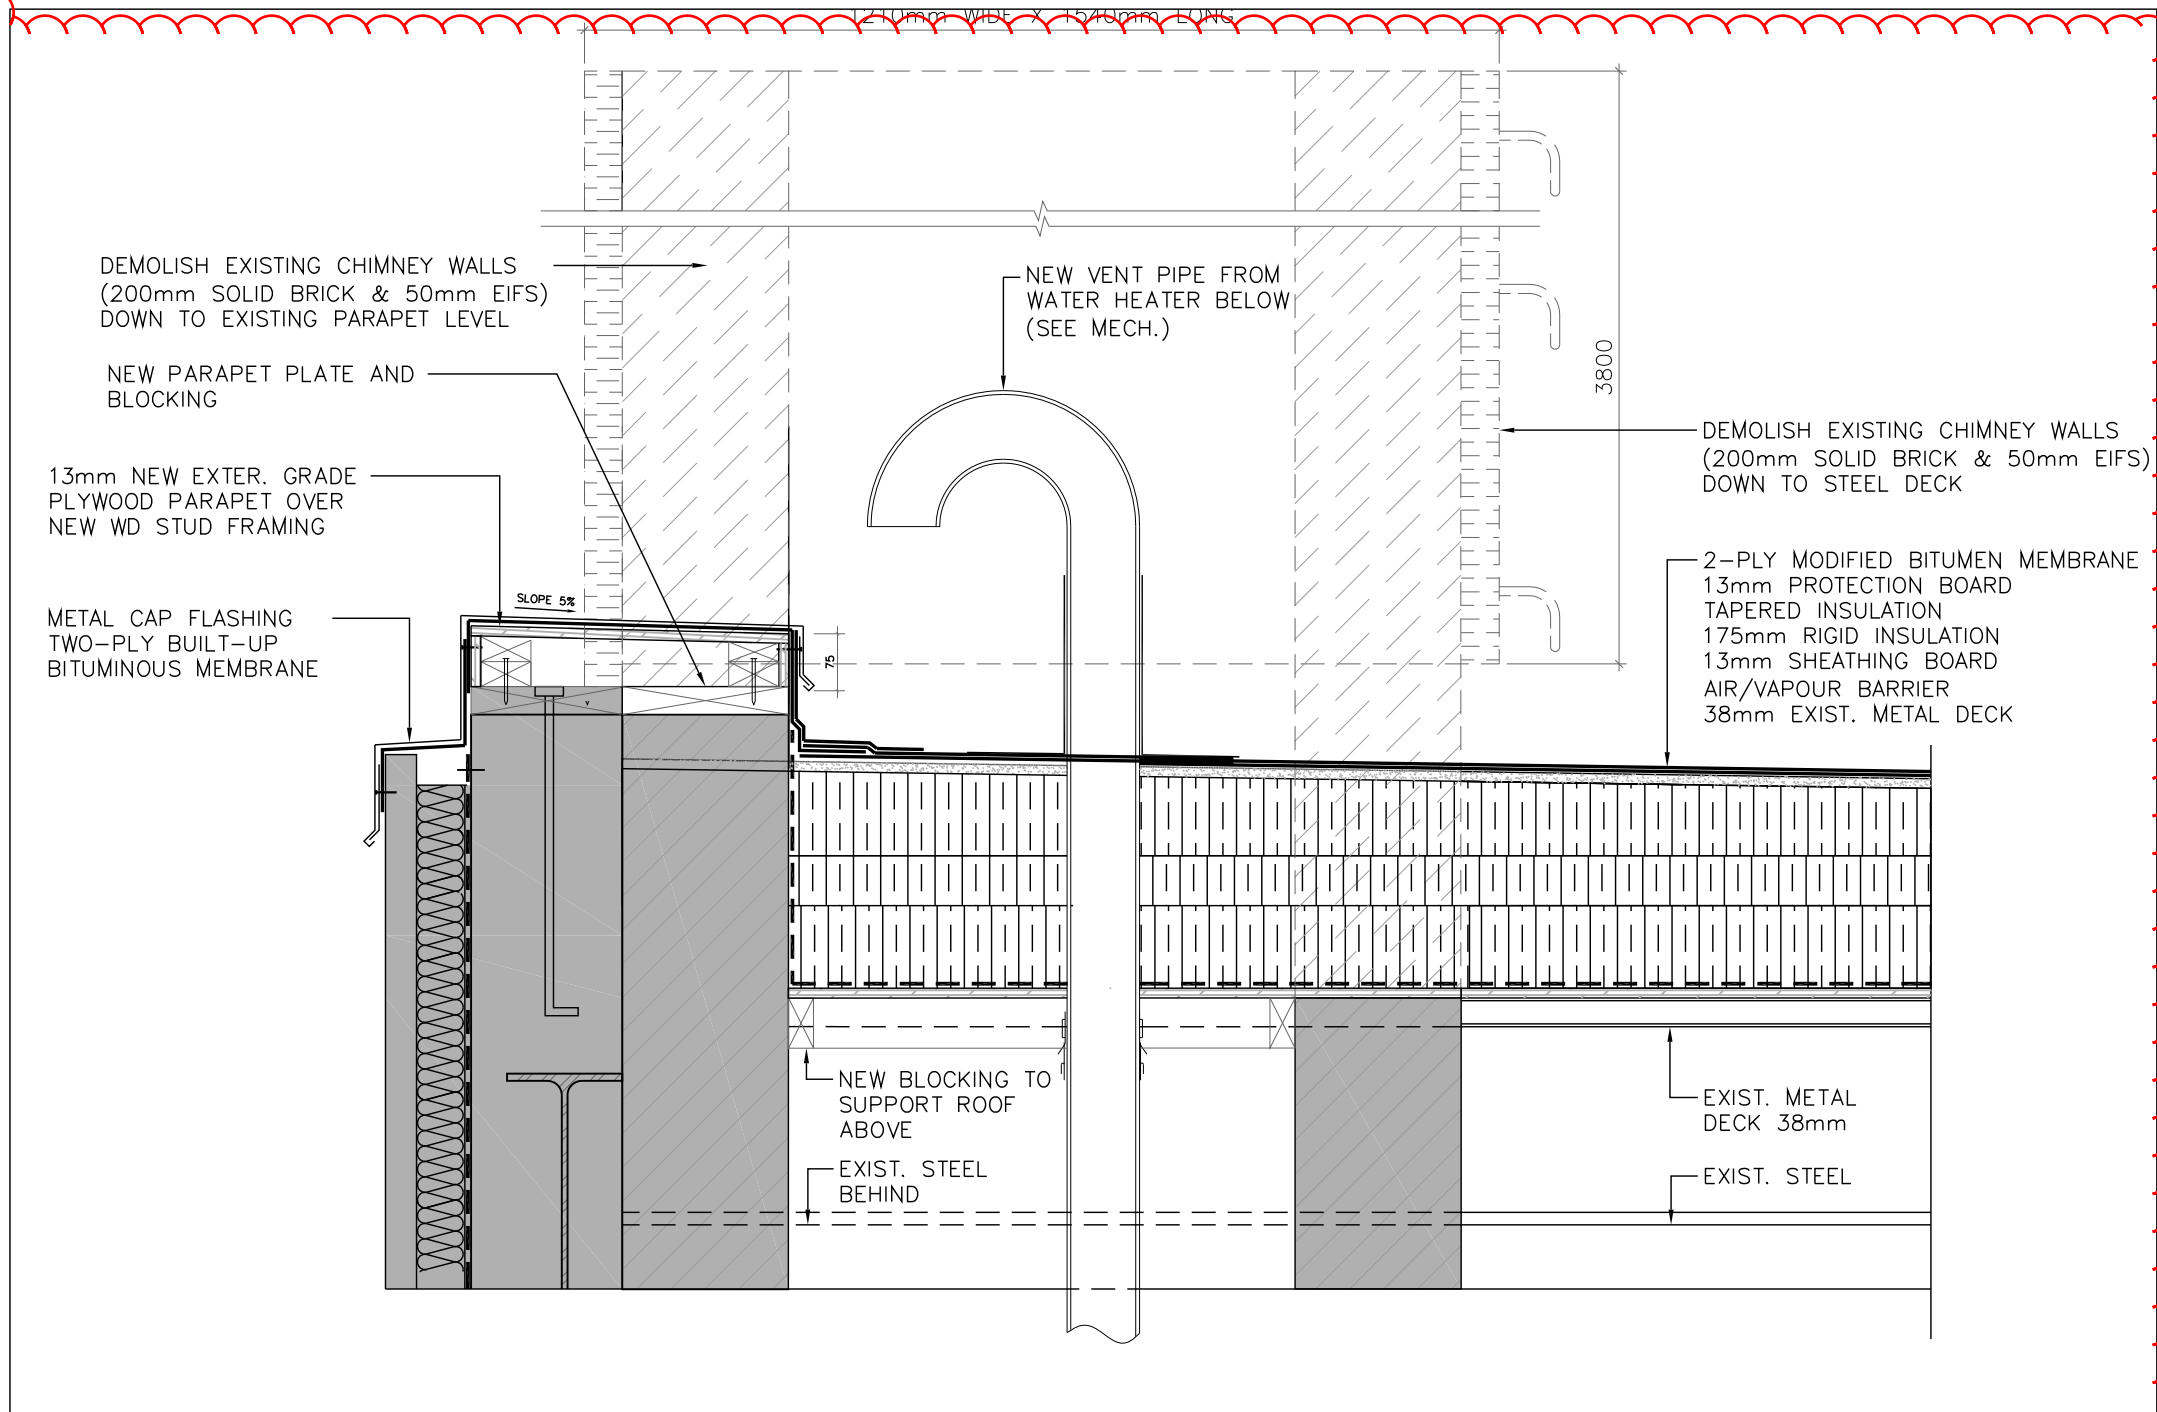 1210mm WIDE X 1540mm LONG
DEMOLISH EXISTING CHIMNEY WALLS
(200mm SOLID BRICK & 50mm EIFS)
DOWN TO EXISTING PARAPET LEVEL
NEW PARAPET PLATE AND
BLOCKING
13mm NEW EXTER. GRADE
PLYWOOD PARAPET OVER
NEW WD STUD FRAMING
METAL CAP FLASHING
TWO-PLY BUILT-UP
BITUMINOUS MEMBRANE
SLOPE 5%
75
NEW VENT PIPE FROM
WATER HEATER BELOW
(SEE MECH.)
3800
DEMOLISH EXISTING CHIMNEY WALLS
(200mm SOLID BRICK & 50mm EIFS)
DOWN TO STEEL DECK
2-PLY MODIFIED BITUMEN MEMBRANE
13mm PROTECTION BOARD
TAPERED INSULATION
175mm RIGID INSULATION
13mm SHEATHING BOARD
AIR/VAPOUR BARRIER
38mm EXIST. METAL DECK
NEW BLOCKING TO
SUPPORT ROOF
ABOVE
EXIST. STEEL
BEHIND
EXIST. METAL
DECK 38mm
EXIST. STEEL